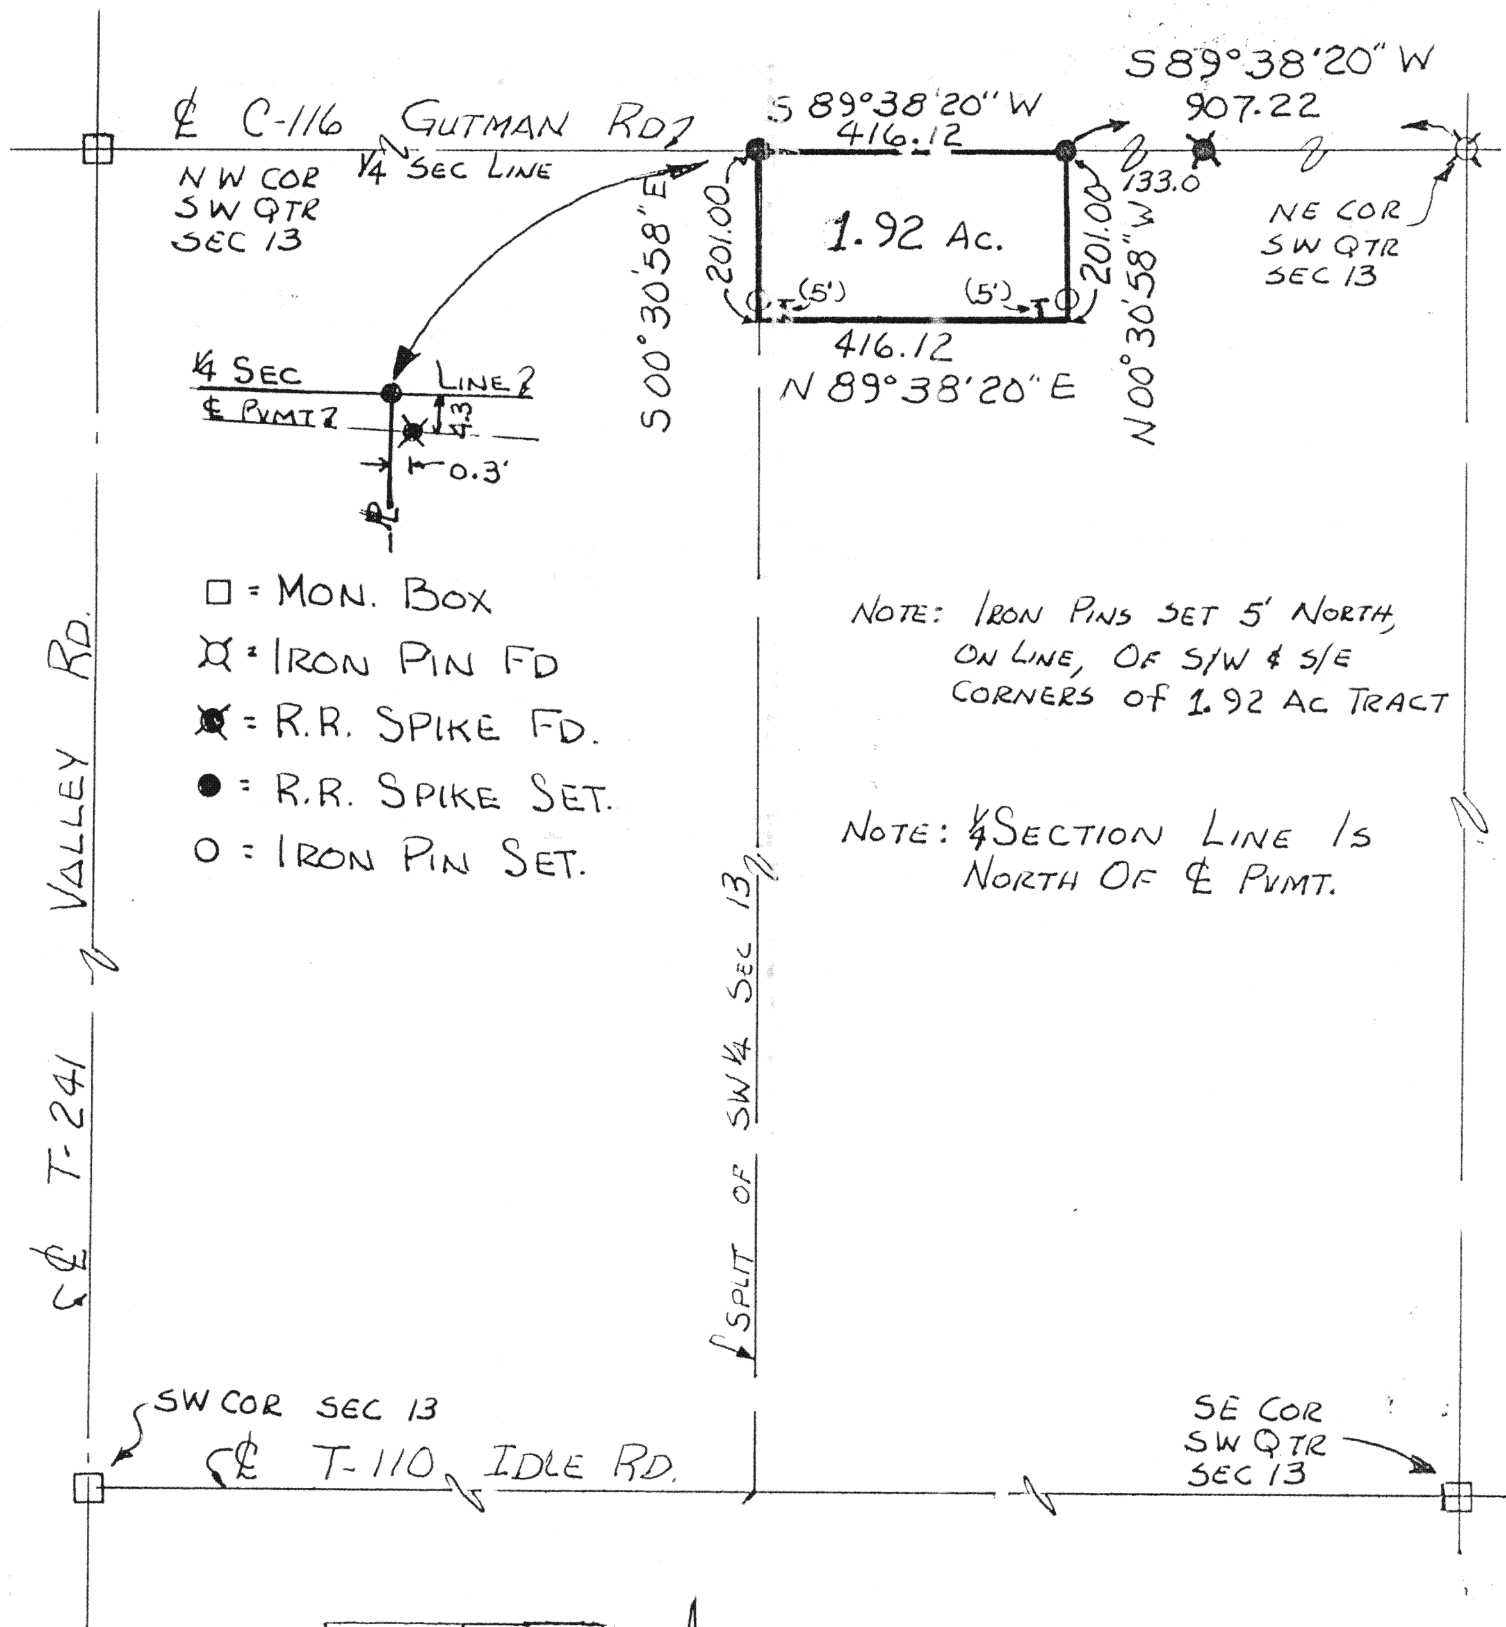 S 89°38'20" W
907.22
S 89°38'20" W
416.12
℄ C-116 GUTMAN RD
¼ SEC LINE
NW COR
SW QTR
SEC 13
133.0
NE COR
SW QTR
SEC 13
S 00°30'58" E
201.00
1.92 AC.
201.00
N 00°30'58" W
(5')
(5')
416.12
N 89°38'20" E
¼ SEC LINE
℄ PVMT
4.3
0.3'
℄
□ = MON. BOX
= IRON PIN FD
= R.R. SPIKE FD.
● = R.R. SPIKE SET.
○ = IRON PIN SET.
NOTE: IRON PINS SET 5' NORTH,
ON LINE, OF S/W & S/E
CORNERS OF 1.92 AC TRACT
NOTE: ¼ SECTION LINE IS
NORTH OF ℄ PVMT.
℄ T-241 VALLEY RD.
SPLIT OF SW ¼ SEC 13
SW COR SEC 13
℄ T-110 IDLE RD.
SE COR
SW QTR
SEC 13